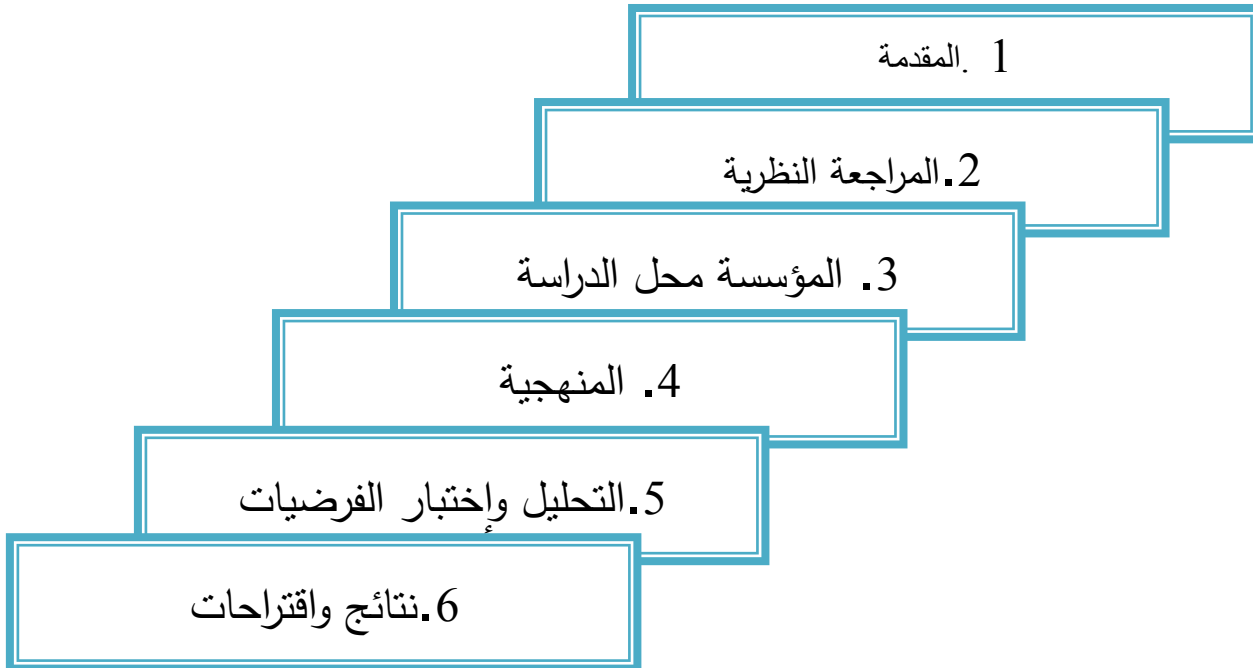 1 .المقدمة
2.المراجعة النظرية
3. المؤسسة محل الدراسة
4. المنهجية
5.التحليل وإختبار الفرضيات
6.نتائج واقتراحات